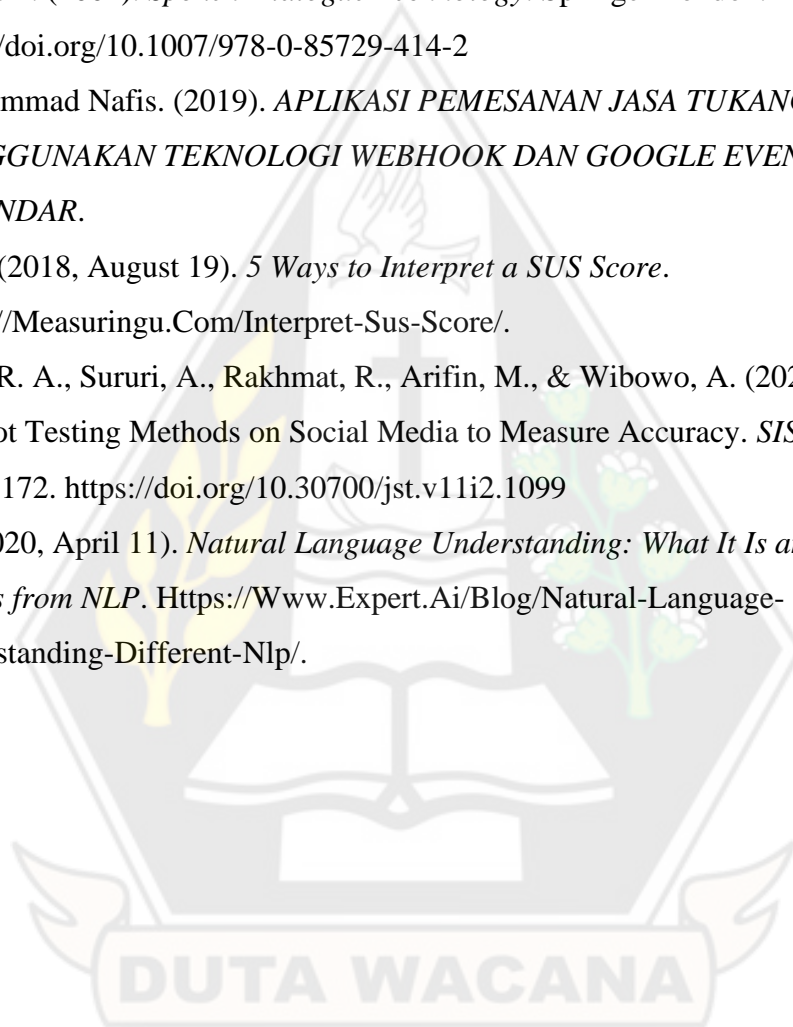 /doi.org/10.1007/978-0-85729-414-2
mmad Nafis. (2019). APLIKASI PEMESANAN JASA TUKANG
GGUNAKAN TEKNOLOGI WEBHOOK DAN GOOGLE EVEN
NDAR.
(2018, August 19). 5 Ways to Interpret a SUS Score.
//Measuringu.Com/Interpret-Sus-Score/.
R. A., Sururi, A., Rakhmat, R., Arifin, M., & Wibowo, A. (202
ot Testing Methods on Social Media to Measure Accuracy. SIS
172. https://doi.org/10.30700/jst.v11i2.1099
020, April 11). Natural Language Understanding: What It Is a
s from NLP. Https://Www.Expert.Ai/Blog/Natural-Language-
standing-Different-Nlp/.
DUTA WACANA